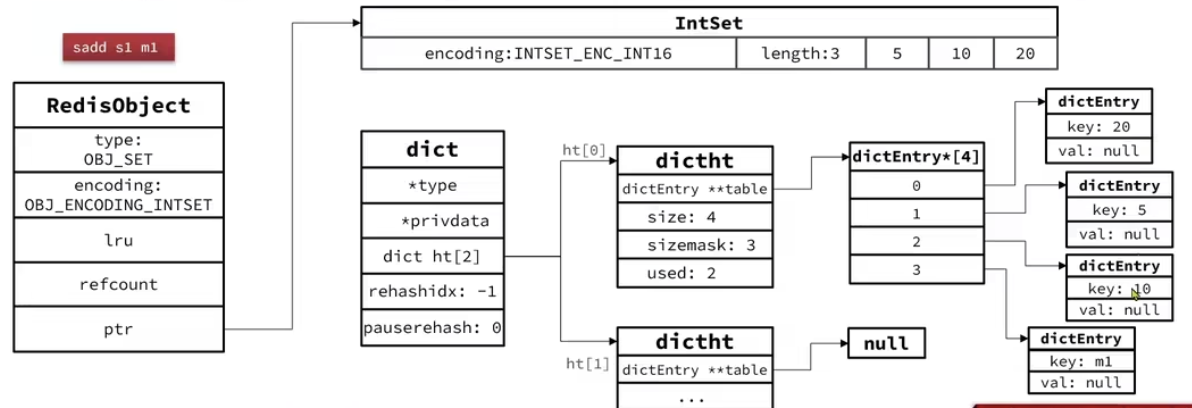 sadd s1 m1
RedisObject
type:
OBJ_SET
encoding:
OBJ_ENCODING_INTSET
lru
refcount
ptr
IntSet
encoding:INTSET_ENC_INT16
length:3
5
10
20
dict
*type
*privdata
dict ht[2]
rehashidx: -1
pauserehash: 0
ht[0]
dictht
dictEntry **table
size: 4
sizemask: 3
used: 2
ht[1]
dictht
dictEntry **table
...
dictEntry*[4]
0
1
2
3
null
dictEntry
key: 20
val: null
dictEntry
key: 5
val: null
dictEntry
key: 10
val: null
dictEntry
key: m1
val: null